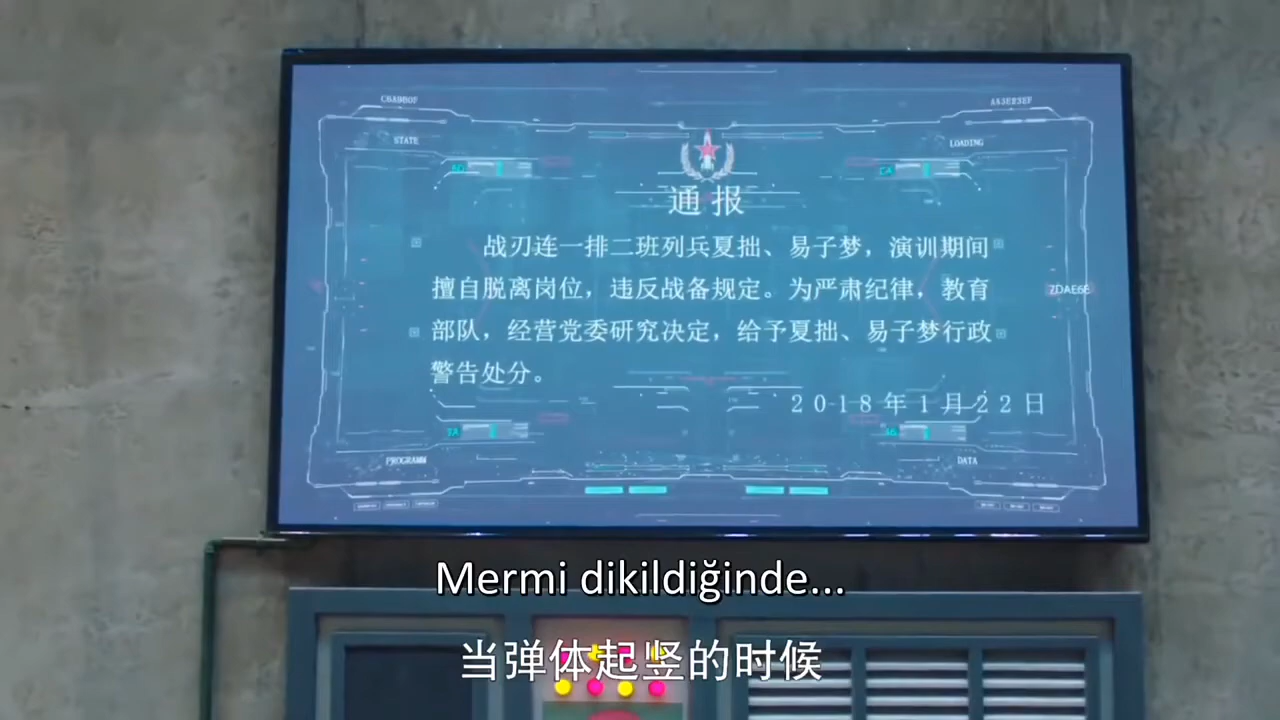 CBADBOF
A53E232F
STATE
LOADING
通报
战刃连一排二班列兵夏拙、易子梦，演训期间
擅自脱离岗位，违反战备规定。为严肃纪律，教育
部队，经营党委研究决定，给予夏拙、易子梦行政
警告处分。
2018年1月22日
2DAE6E
PROGRAMM
DATA
Mermi dikildiğinde...
当弹体起竖的时候